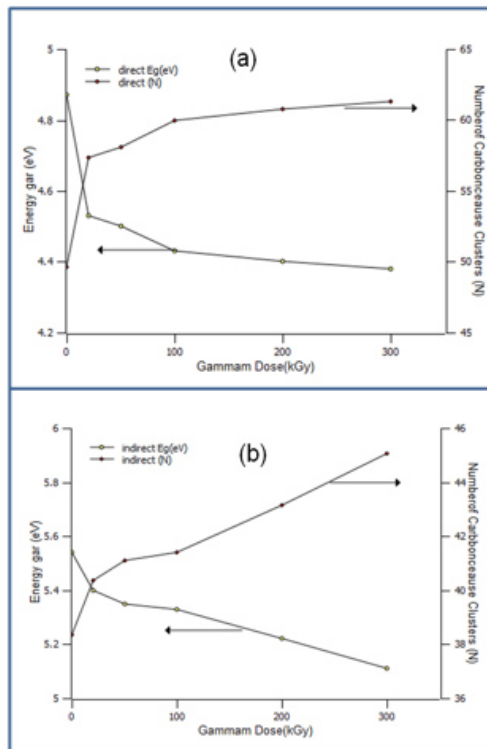 (a)
direct Eg(eV)
direct (N)
5
4.8
4.6
4.4
4.2
Energy gar (eV)
65
60
55
50
45
Numberof Carbbonceause Clusters (N)
0
100
200
300
Gammam Dose(kGy)
(b)
indirect Eg(eV)
indirect (N)
6
5.8
5.6
5.4
5.2
5
Energy gar (eV)
46
44
42
40
38
36
Numberof Carbbonceause Clusters (N)
0
100
200
300
Gammam Dose(kGy)